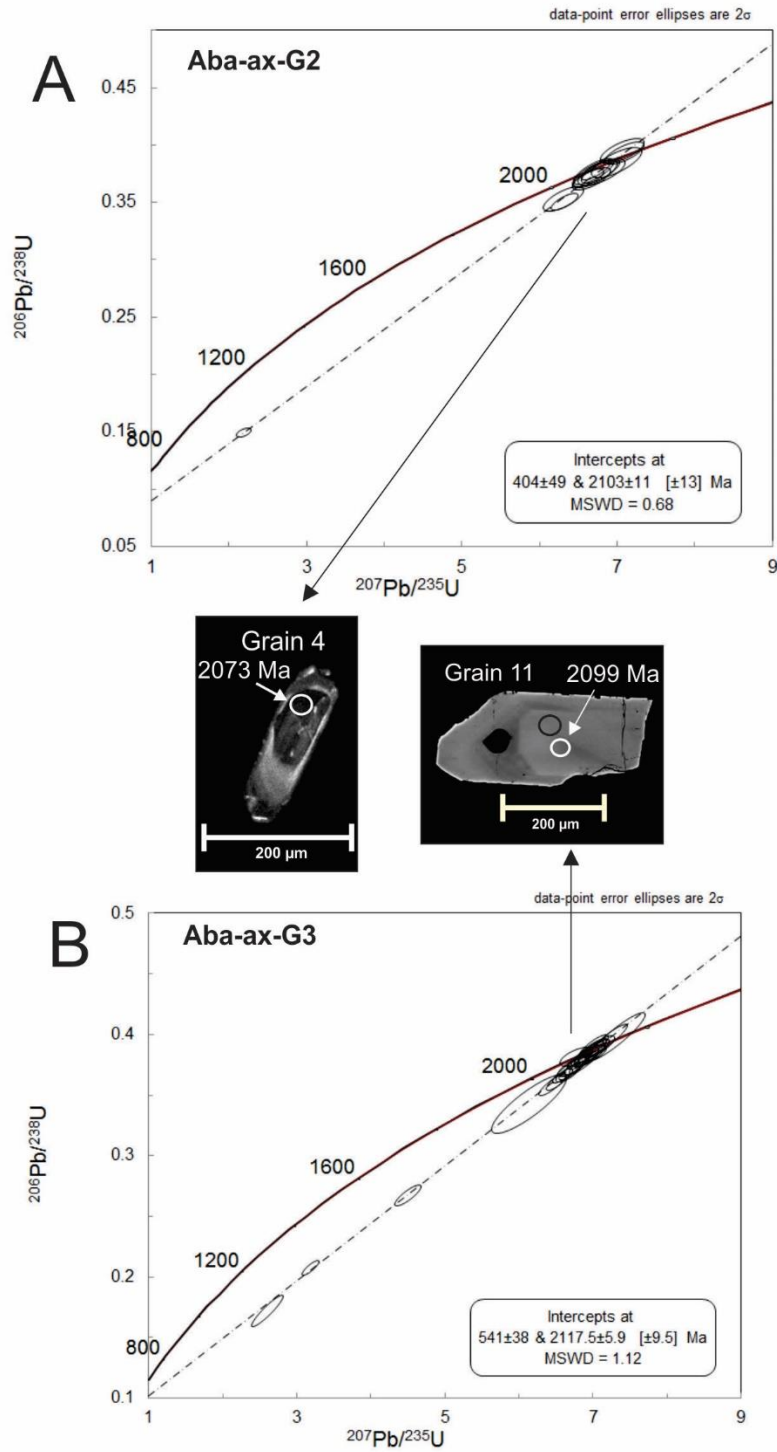 data-point error ellipses are 2σ
A
Aba-ax-G2
0.45
0.35
0.25
0.15
0.05
2000
1600
1200
800
206Pb/238U
Intercepts at
404±49 & 2103±11 [±13] Ma
MSWD = 0.68
1 3 5 7 9
207Pb/235U
Grain 4
2073 Ma
200 µm
Grain 11 2099 Ma
200 µm
data-point error ellipses are 2σ
B
Aba-ax-G3
0.5
0.4
0.3
0.2
0.1
2000
1600
1200
800
206Pb/238U
Intercepts at
541±38 & 2117.5±5.9 [±9.5] Ma
MSWD = 1.12
1 3 5 7 9
207Pb/235U